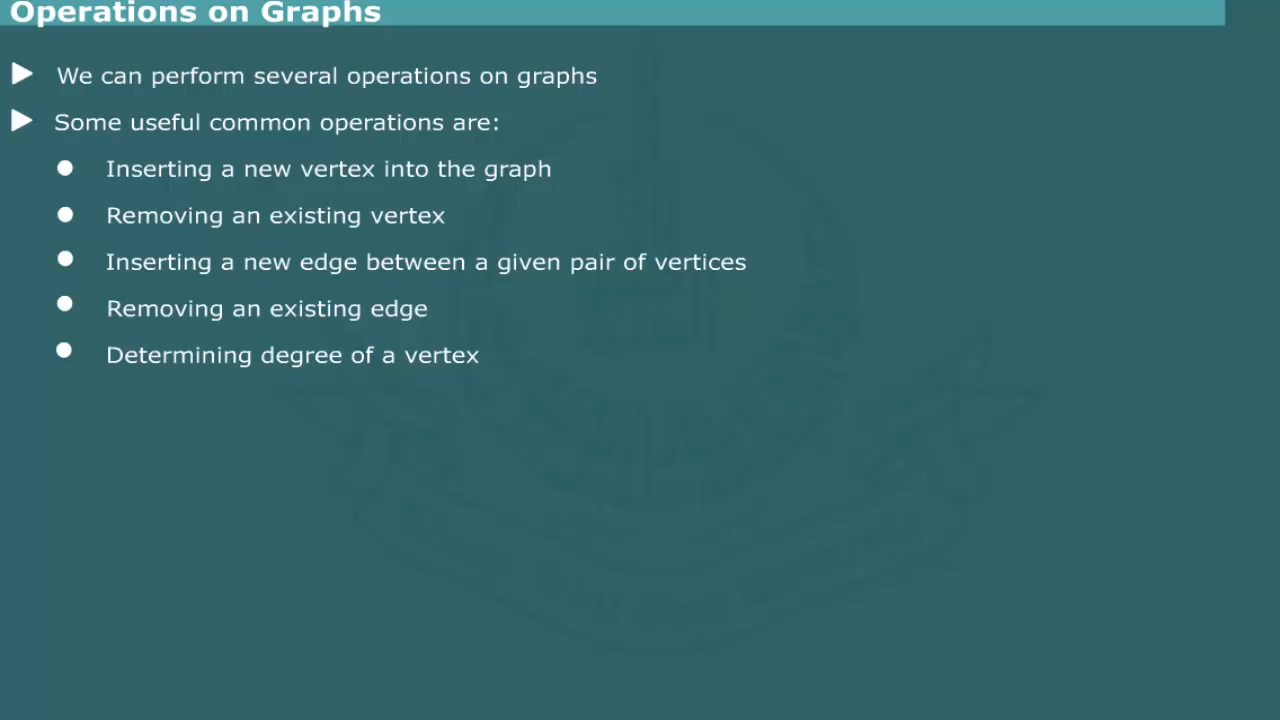 Operations on Graphs
We can perform several operations on graphs
Some useful common operations are:
Inserting a new vertex into the graph
Removing an existing vertex
Inserting a new edge between a given pair of vertices
Removing an existing edge
Determining degree of a vertex